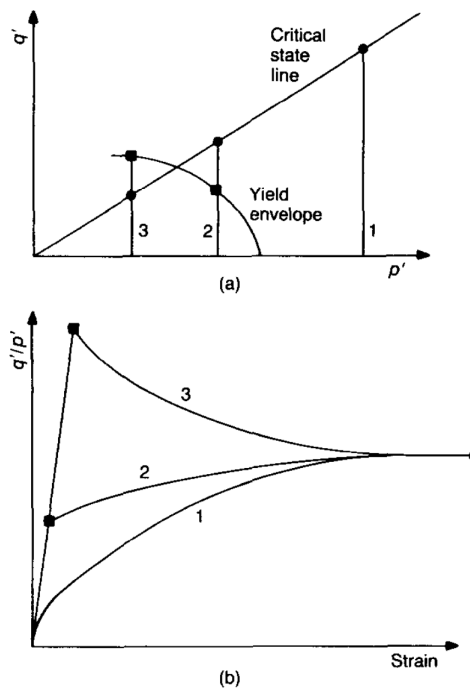 q'
Critical
state
line
Yield
envelope
3
2
1
p'
(a)
q'/p'
3
2
1
Strain
(b)